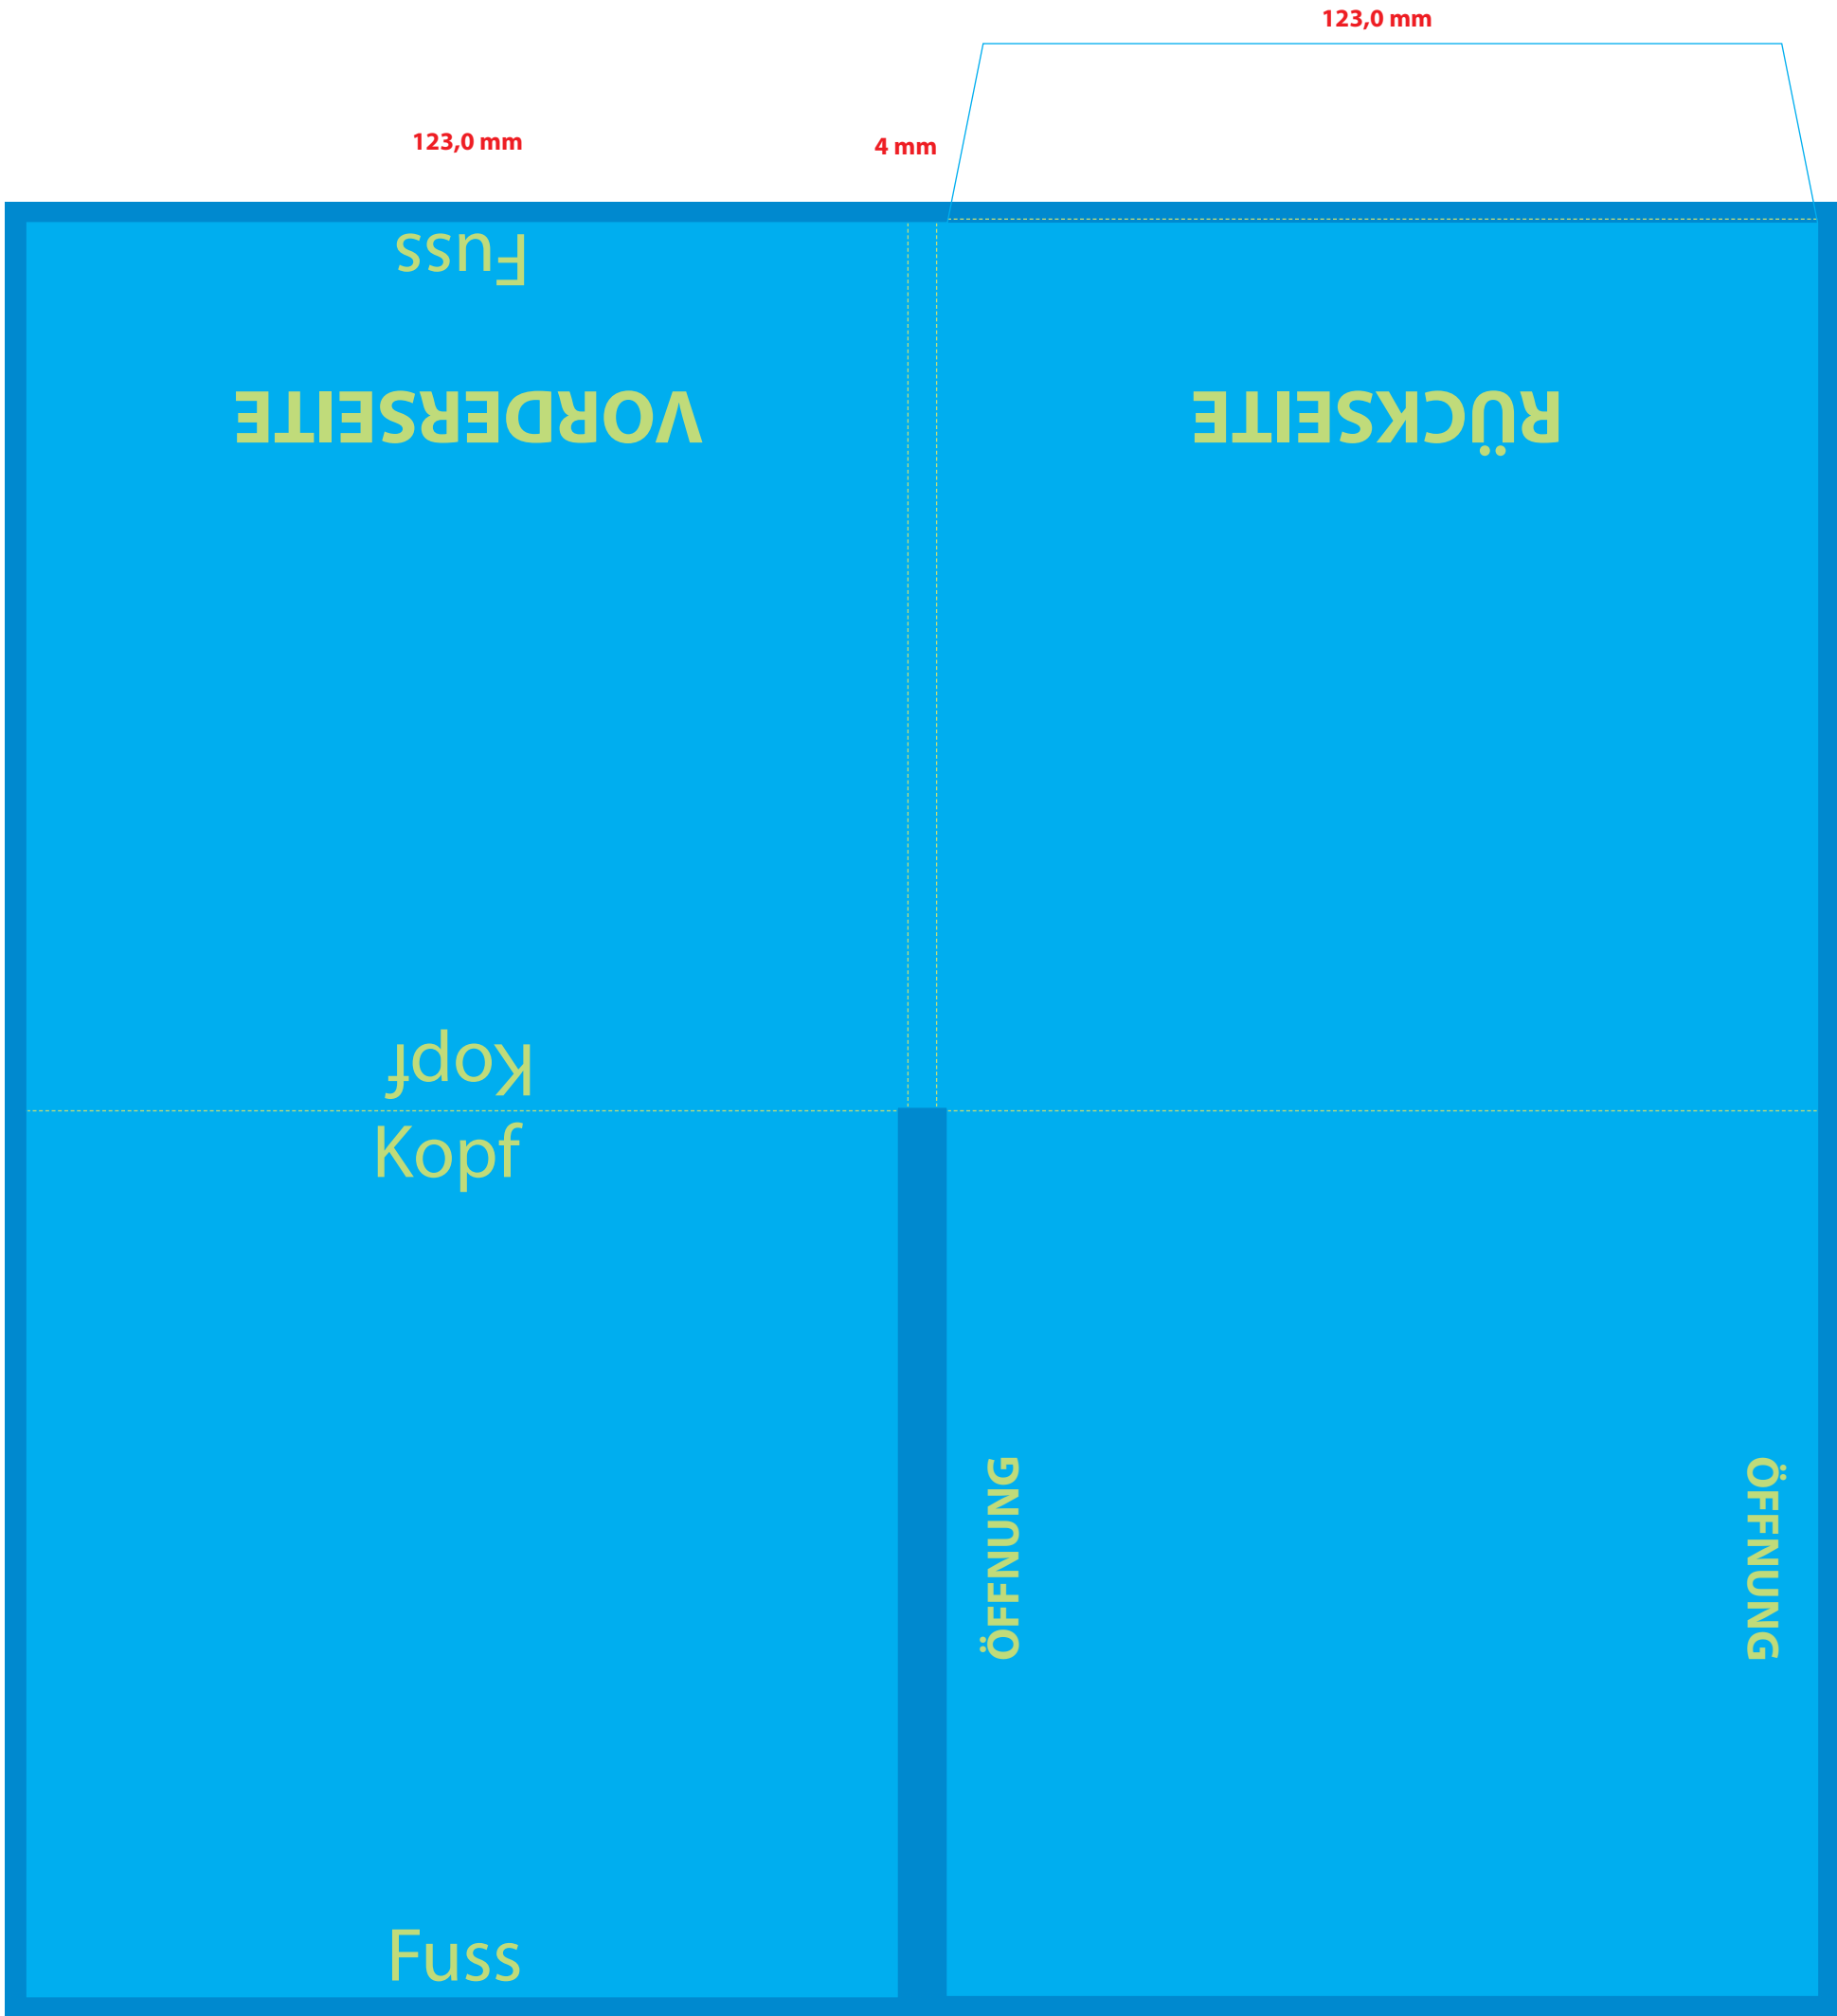 123,0 mm
123,0 mm
4 mm
Fuss
VORDERSEITE
RÜCKSEITE
Kopf
Kopf
ÖFFNUNG
ÖFFNUNG
Fuss